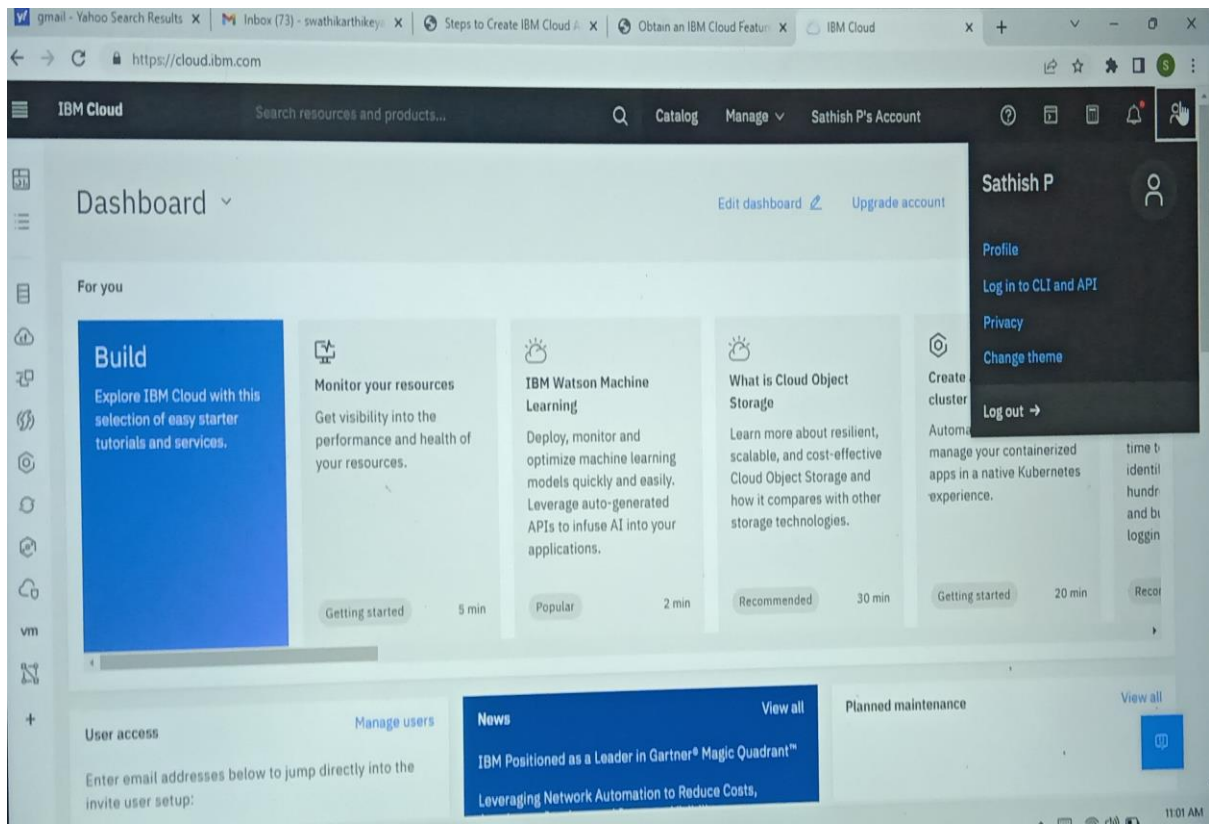 gmail - Yahoo Search Results
Inbox (73) - swathikarthikey
Steps to Create IBM Cloud A
Obtain an IBM Cloud Featur
IBM Cloud
https://cloud.ibm.com
S
IBM Cloud
Search resources and products...
Catalog
Manage
Sathish P's Account
Sathish P
Profile
Log in to CLI and API
Privacy
Change theme
Log out →
Dashboard
Edit dashboard
Upgrade account
For you
Build
Explore IBM Cloud with this
selection of easy starter
tutorials and services.
Monitor your resources
Get visibility into the
performance and health of
your resources.
Getting started
5 min
IBM Watson Machine
Learning
Deploy, monitor and
optimize machine learning
models quickly and easily.
Leverage auto-generated
APIs to infuse AI into your
applications.
Popular
2 min
What is Cloud Object
Storage
Learn more about resilient,
scalable, and cost-effective
Cloud Object Storage and
how it compares with other
storage technologies.
Recommended
30 min
Create
cluster
Automa
manage your containerized
apps in a native Kubernetes
experience.
Getting started
20 min
time t
identif
hundr
and bu
loggin
Recor
vm
User access
Manage users
Enter email addresses below to jump directly into the
invite user setup:
News
View all
IBM Positioned as a Leader in Gartner® Magic Quadrant™
Leveraging Network Automation to Reduce Costs,
Planned maintenance
View all
11:01 AM